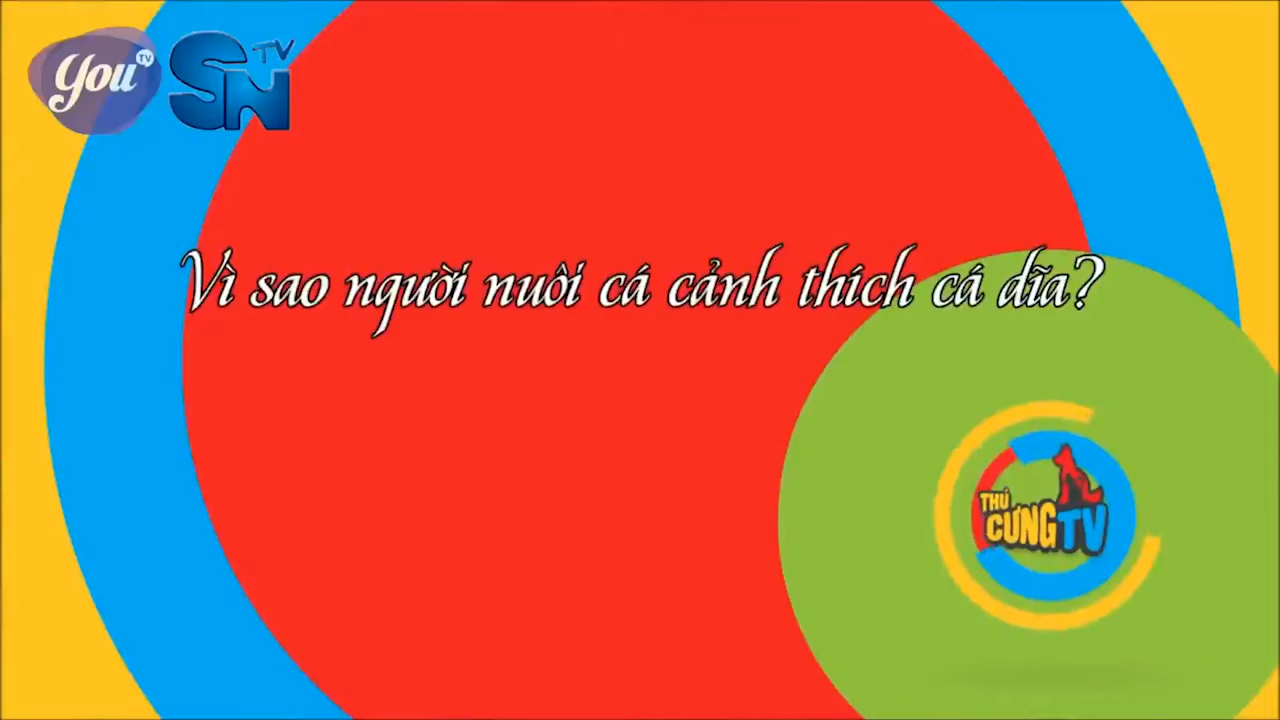 you TV
SN TV
Vì sao người nuôi cá cảnh thích cá dĩa?
THÚ
CƯNG TV